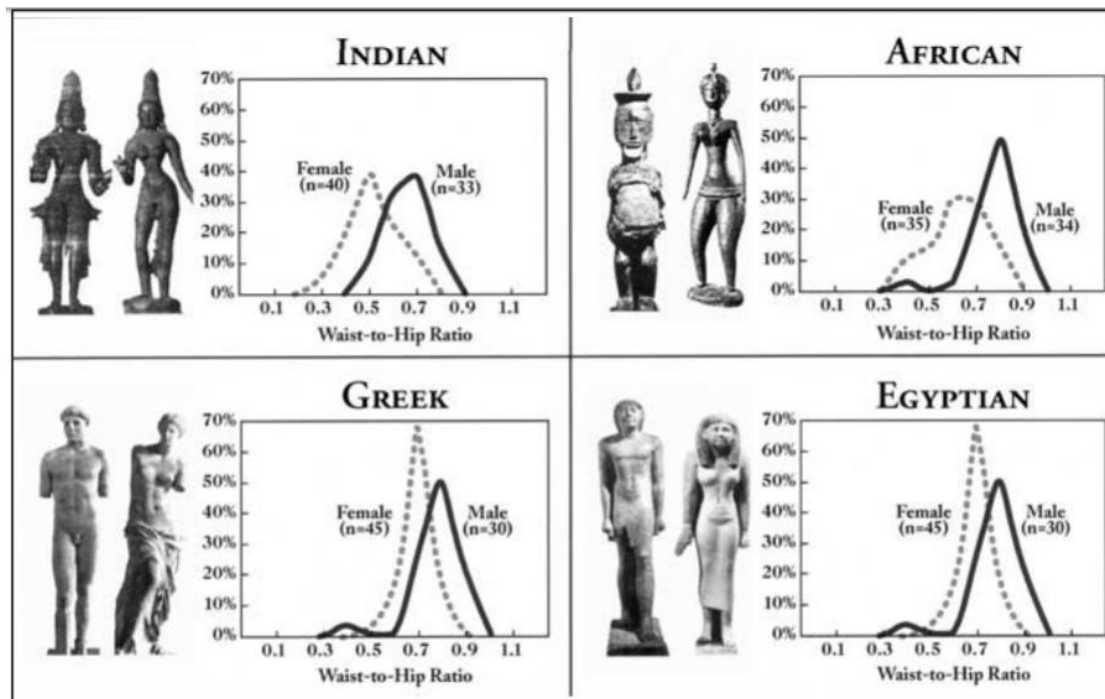 INDIAN
70%
60%
50%
40%
30%
20%
10%
0%
Female
(n=40)
Male
(n=33)
0.1 0.3 0.5 0.7 0.9 1.1
Waist-to-Hip Ratio
AFRICAN
70%
60%
50%
40%
30%
20%
10%
0%
Female
(n=35)
Male
(n=34)
0.1 0.3 0.5 0.7 0.9 1.1
Waist-to-Hip Ratio
GREEK
70%
60%
50%
40%
30%
20%
10%
0%
Female
(n=45)
Male
(n=30)
0.1 0.3 0.5 0.7 0.9 1.1
Waist-to-Hip Ratio
EGYPTIAN
70%
60%
50%
40%
30%
20%
10%
0%
Female
(n=45)
Male
(n=30)
0.1 0.3 0.5 0.7 0.9 1.1
Waist-to-Hip Ratio